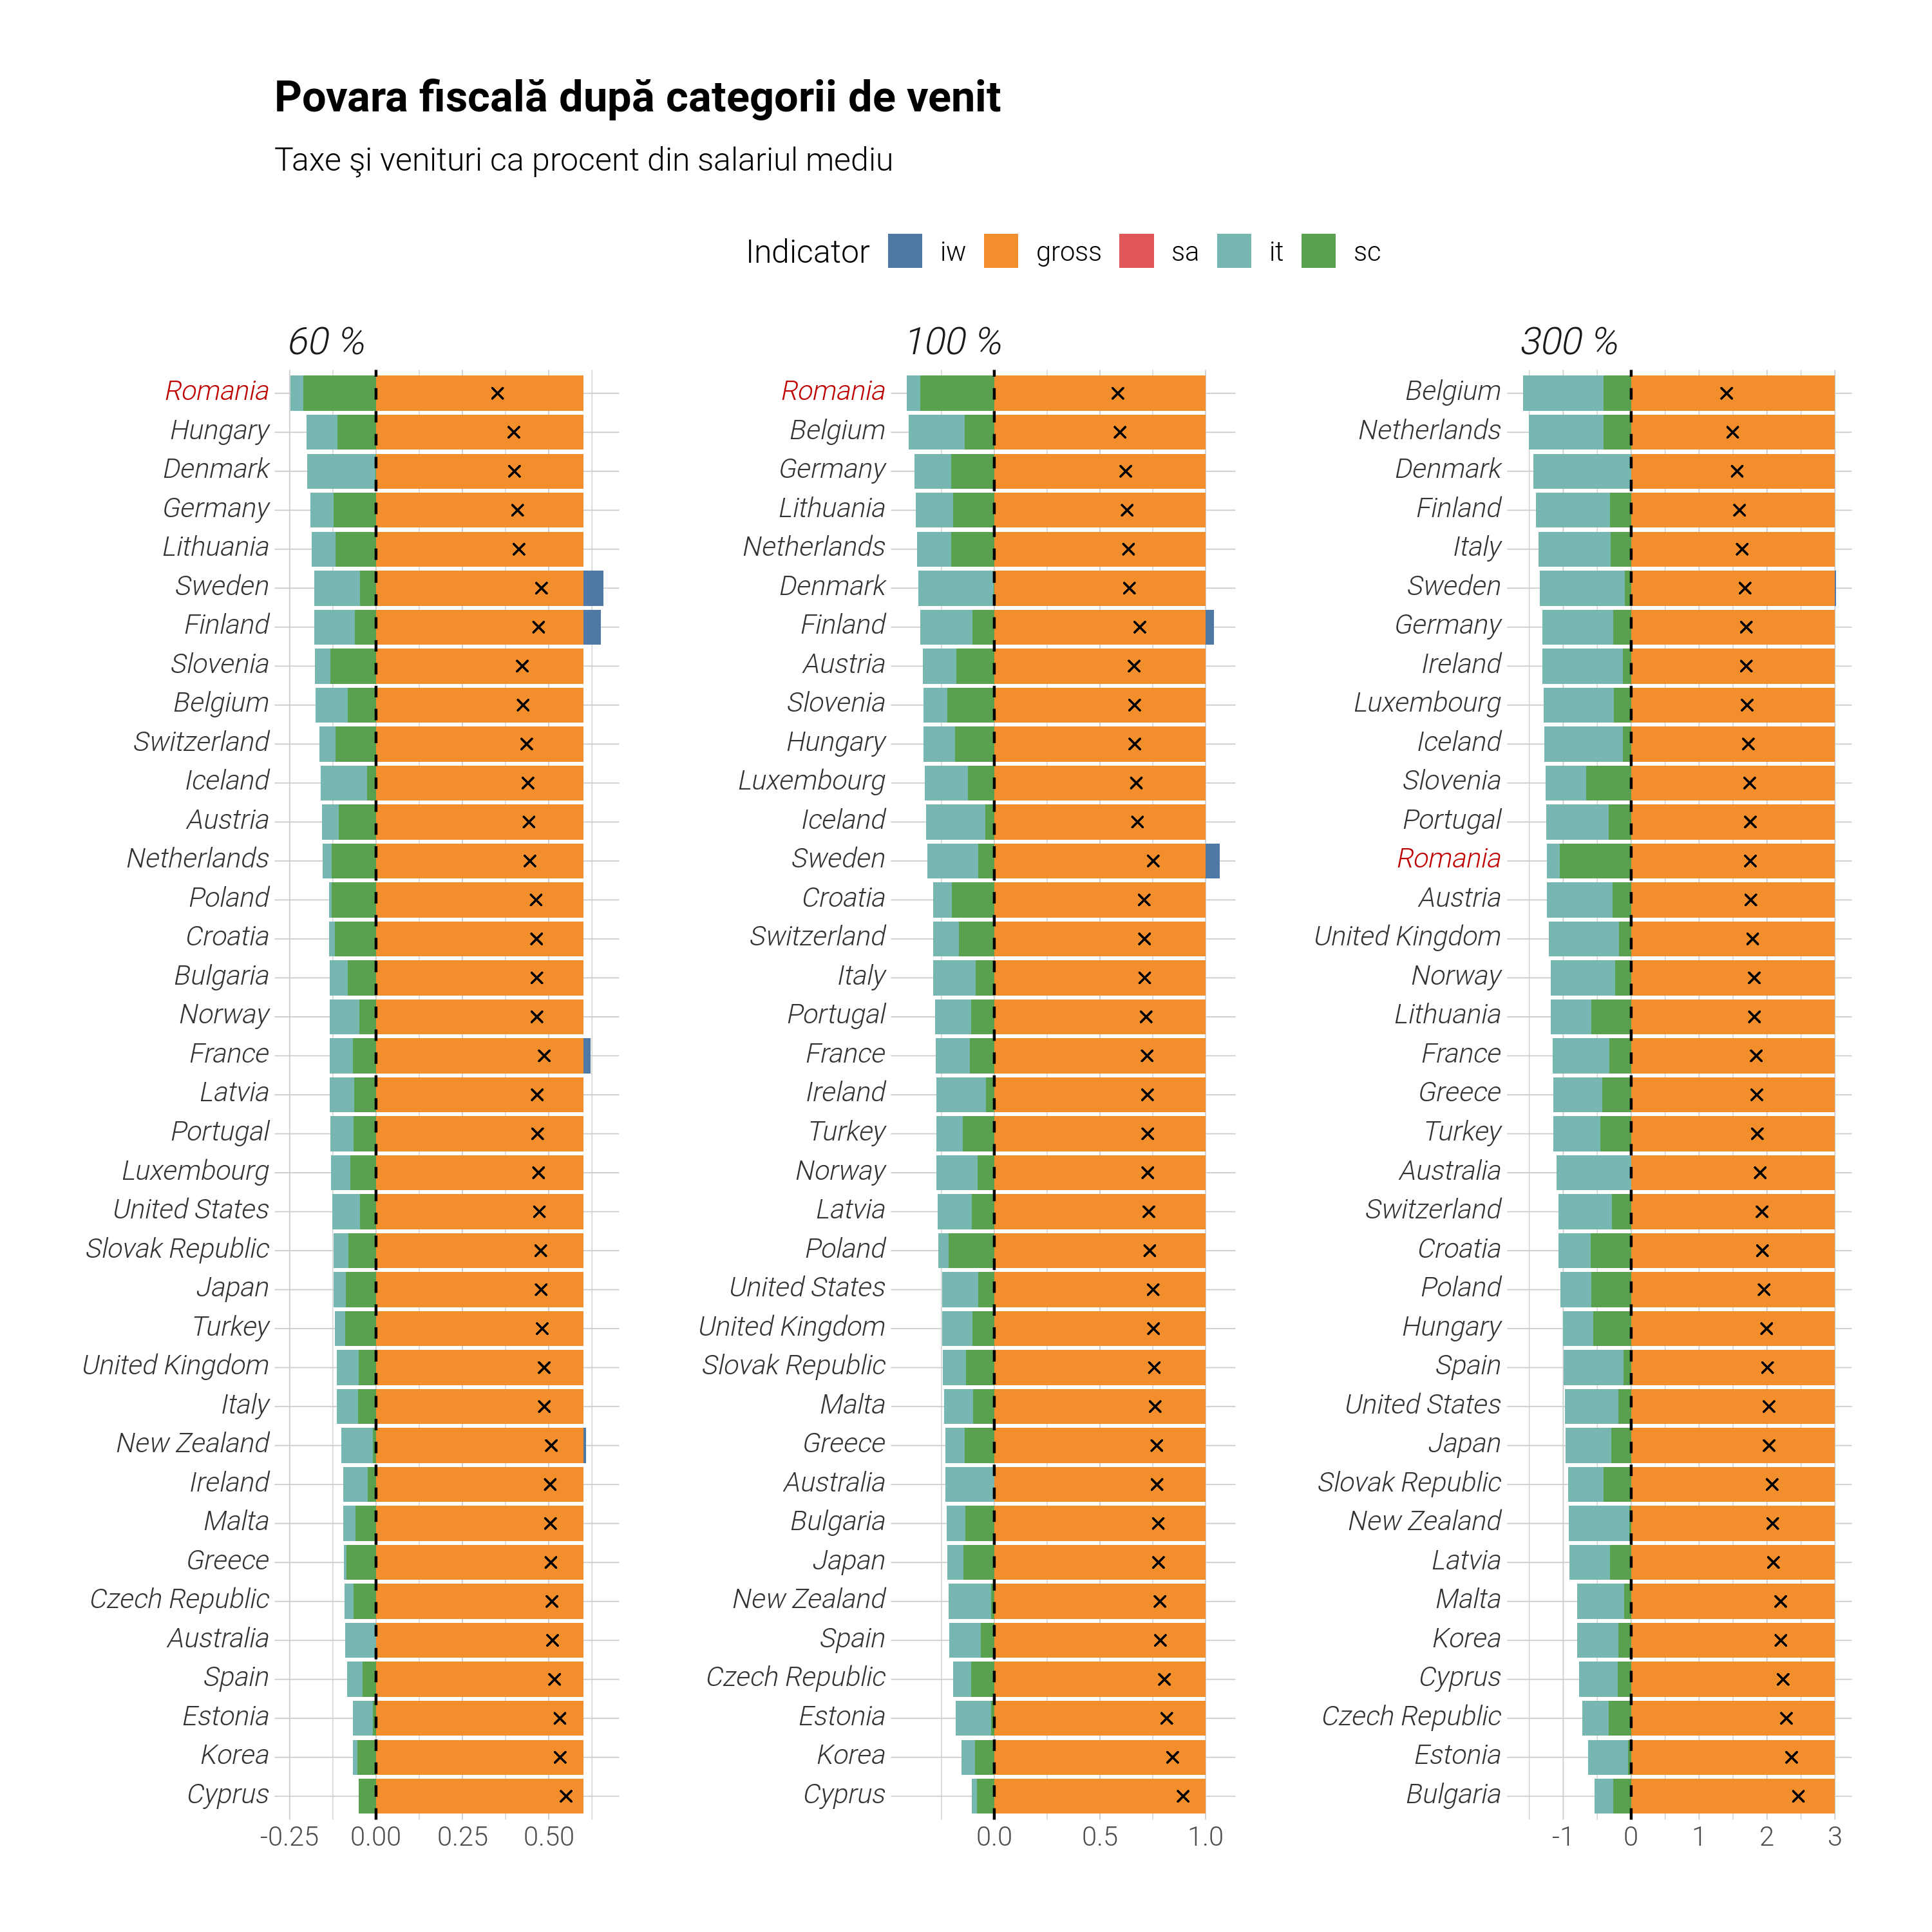 Povara fiscală după categorii de venit
Taxe şi venituri ca procent din salariul mediu
Indicator iw gross sa it sc
60 %
Romania
Hungary
Denmark
Germany
Lithuania
Sweden
Finland
Slovenia
Belgium
Switzerland
Iceland
Austria
Netherlands
Poland
Croatia
Bulgaria
Norway
France
Latvia
Portugal
Luxembourg
United States
Slovak Republic
Japan
Turkey
United Kingdom
Italy
New Zealand
Ireland
Malta
Greece
Czech Republic
Australia
Spain
Estonia
Korea
Cyprus
-0.25 0.00 0.25 0.50
100 %
Romania
Belgium
Germany
Lithuania
Netherlands
Denmark
Finland
Austria
Slovenia
Hungary
Luxembourg
Iceland
Sweden
Croatia
Switzerland
Italy
Portugal
France
Ireland
Turkey
Norway
Latvia
Poland
United States
United Kingdom
Slovak Republic
Malta
Greece
Australia
Bulgaria
Japan
New Zealand
Spain
Czech Republic
Estonia
Korea
Cyprus
0.0 0.5 1.0
300 %
Belgium
Netherlands
Denmark
Finland
Italy
Sweden
Germany
Ireland
Luxembourg
Iceland
Slovenia
Portugal
Romania
Austria
United Kingdom
Norway
Lithuania
France
Greece
Turkey
Australia
Switzerland
Croatia
Poland
Hungary
Spain
United States
Japan
Slovak Republic
New Zealand
Latvia
Malta
Korea
Cyprus
Czech Republic
Estonia
Bulgaria
-1 0 1 2 3